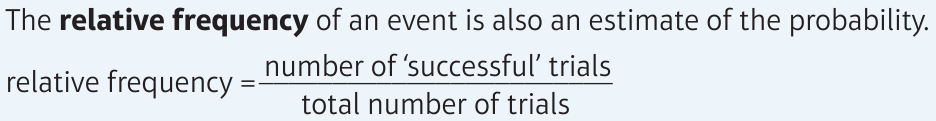 The relative frequency of an event is also an estimate of the probability.
relative frequency = number of ‘successful’ trials
total number of trials